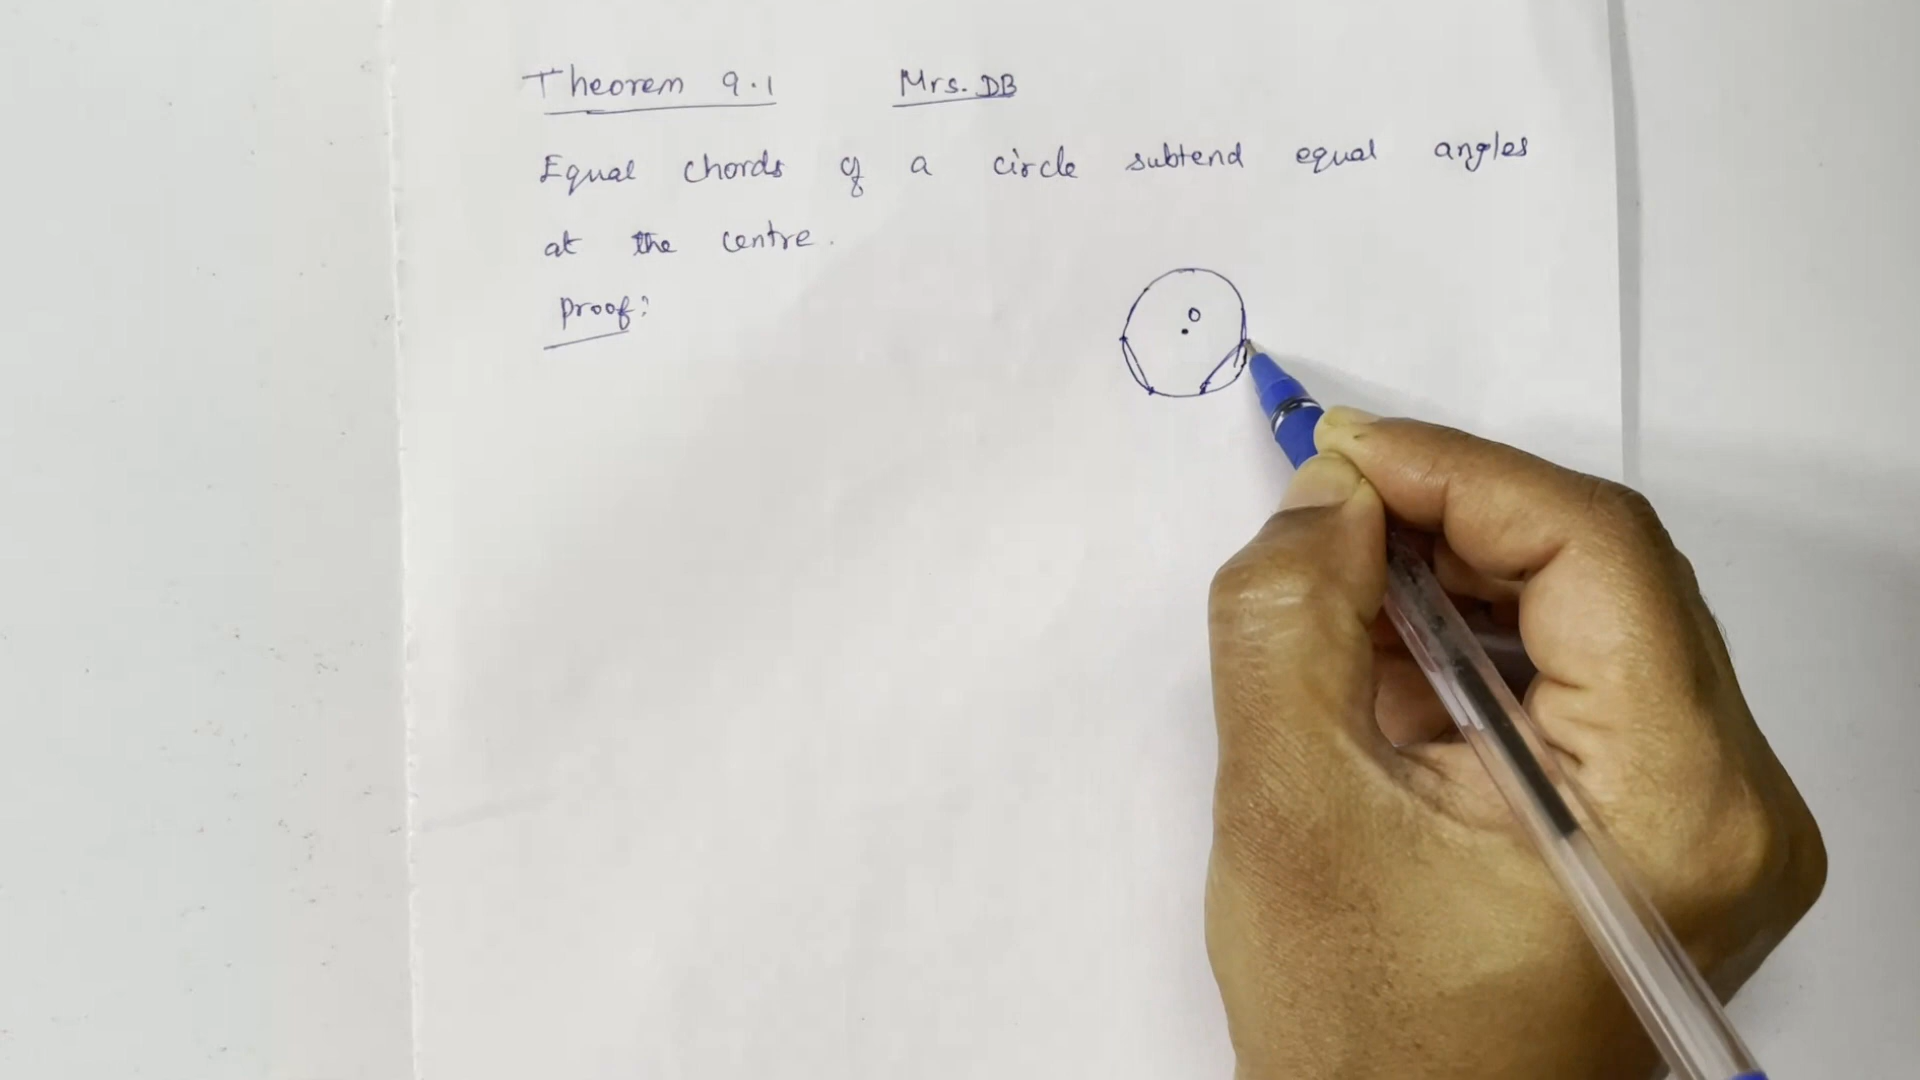 Theorem 9.1 Mrs. DB
Equal chords of a circle subtend equal angles
at the centre.
Proof:
O